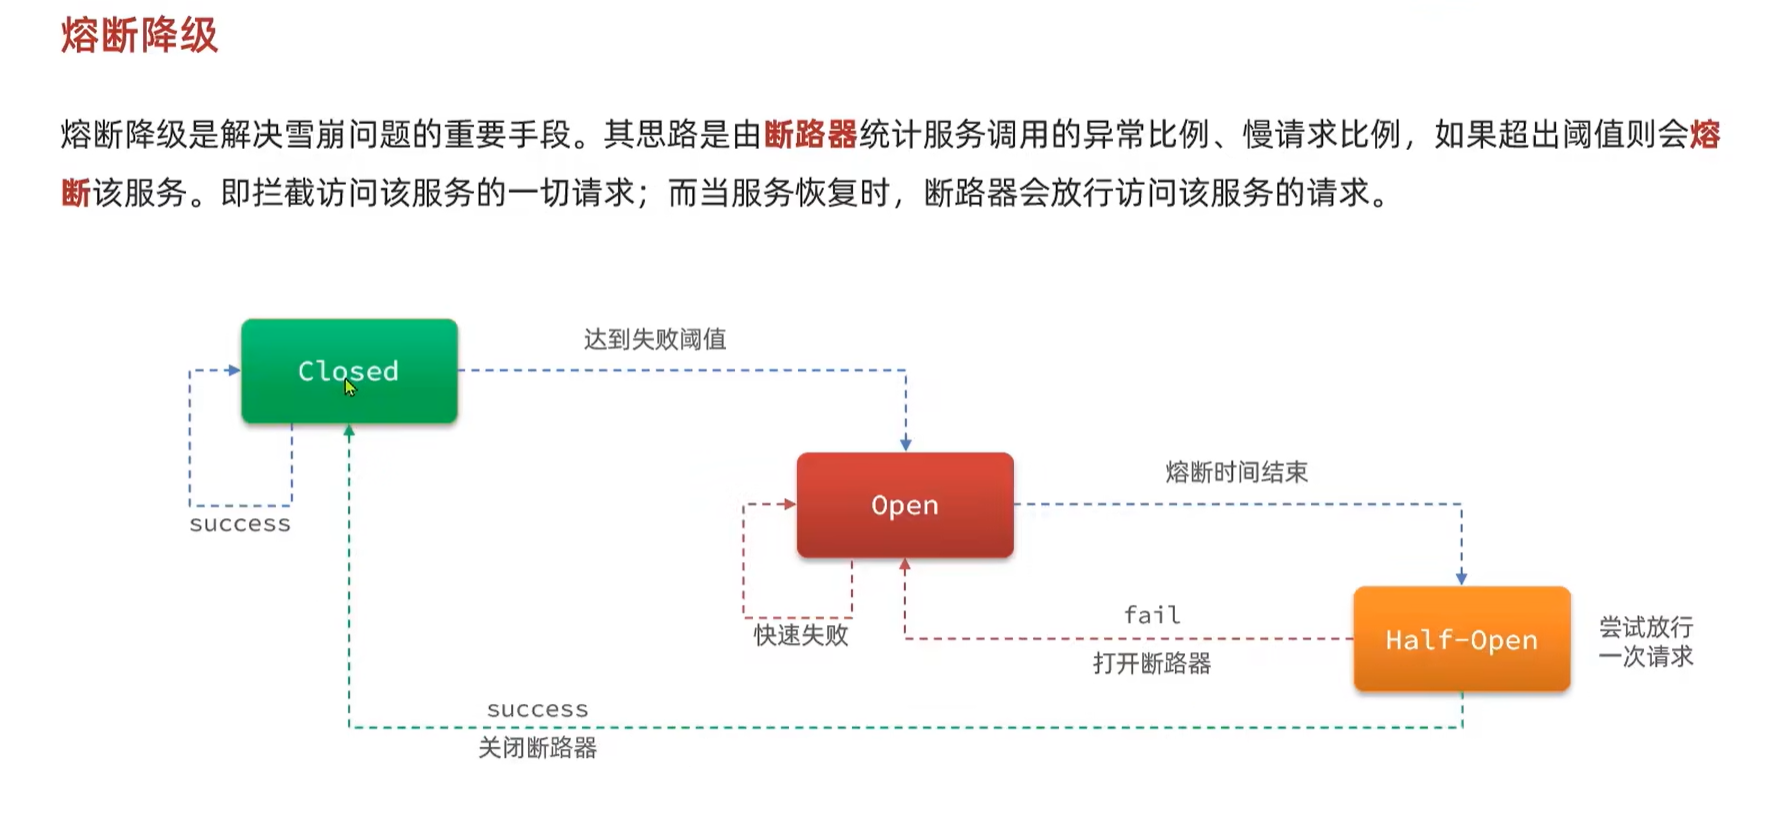 熔断降级
熔断降级是解决雪崩问题的重要手段。其思路是由断路器统计服务调用的异常比例、慢请求比例，如果超出阈值则会熔
断该服务。即拦截访问该服务的一切请求；而当服务恢复时，断路器会放行访问该服务的请求。
达到失败阈值
Closed
熔断时间结束
Open
success
fail
尝试放行
快速失败
Half-Open
一次请求
打开断路器
success
关闭断路器